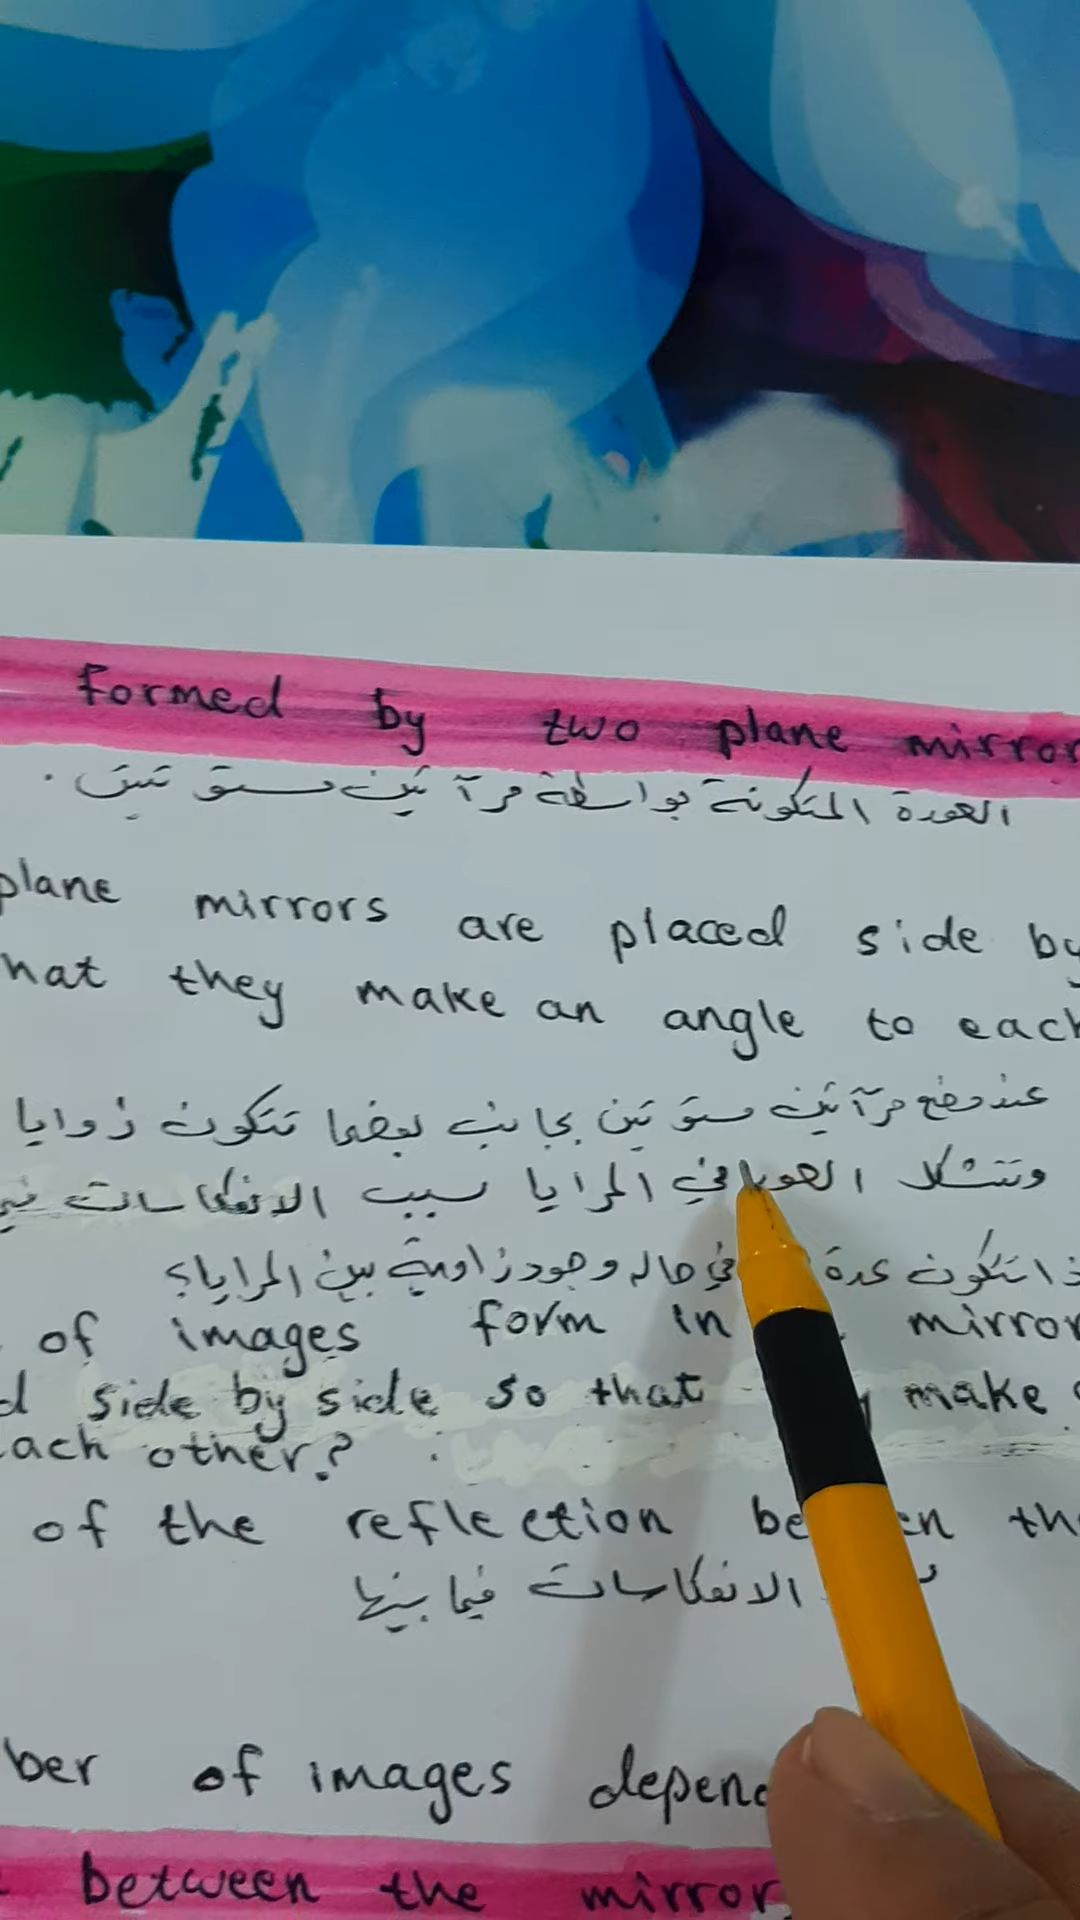 formed by two plane mirror
الصورة المتكونة بواسطة مرآتين مستويتين .
plane mirrors are placed side by
hat they make an angle to each
عند وضع مرآتين مستويتين بجانب بعضها تتكون زوايا
وتتشكل الصور في المرايا بسبب الانعكاسات
تتكون عدة في حال وجود زاوية بين المرايا؟
of images form in mirror
d side by side so that make
ach other?
of the reflection be en th
الانعكاسات فيما بينها
ber of images depend
between the mirror